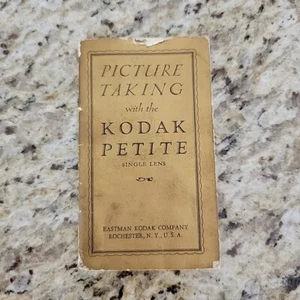 PICTURE
TAKING
with the
KODAK
PETITE
SINGLE LENS
EASTMAN KODAK COMPANY
ROCHESTER, N. Y., U. S. A.